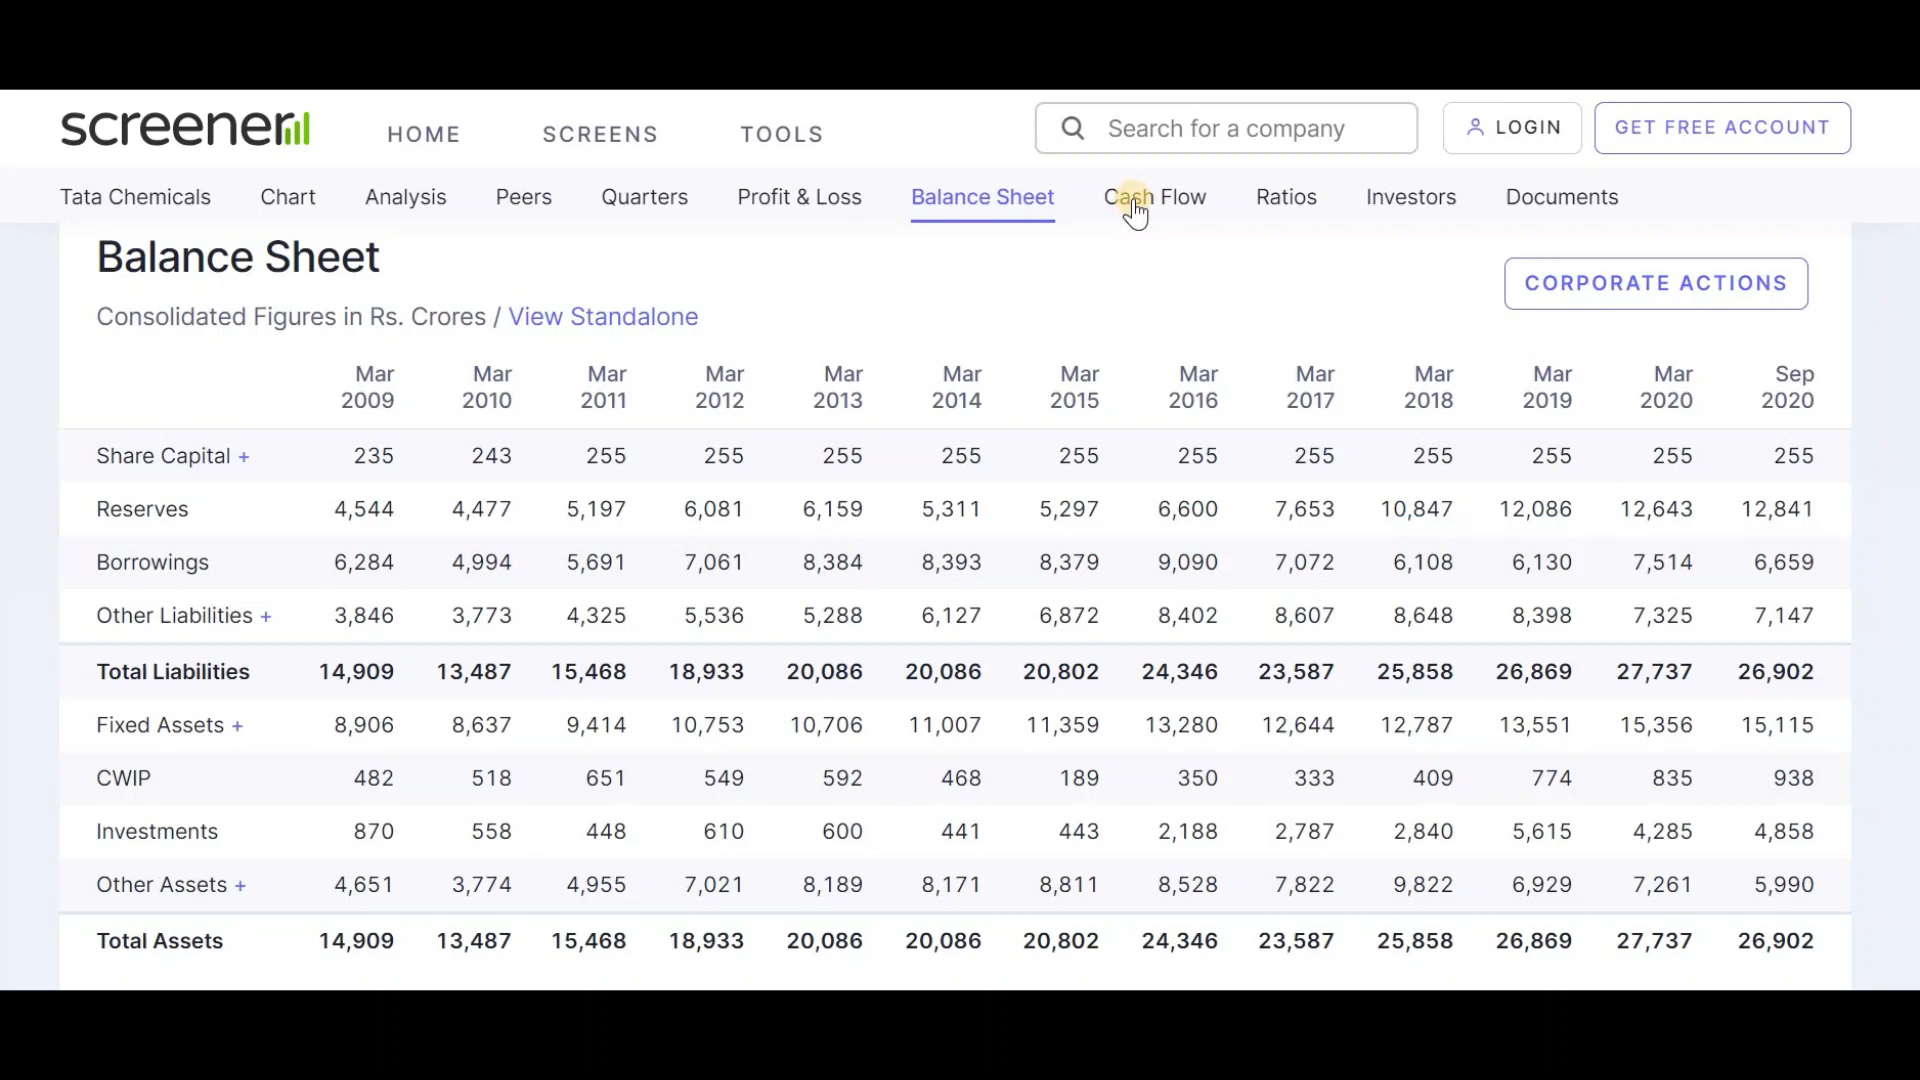 screener HOME SCREENS TOOLS Search for a company LOGIN GET FREE ACCOUNT
Tata Chemicals Chart Analysis Peers Quarters Profit & Loss Balance Sheet Cash Flow Ratios Investors Documents
Balance Sheet
CORPORATE ACTIONS
Consolidated Figures in Rs. Crores / View Standalone
Mar Mar Mar Mar Mar Mar Mar Mar Mar Mar Mar Mar Sep
2009 2010 2011 2012 2013 2014 2015 2016 2017 2018 2019 2020 2020
Share Capital + 235 243 255 255 255 255 255 255 255 255 255 255 255
Reserves 4,544 4,477 5,197 6,081 6,159 5,311 5,297 6,600 7,653 10,847 12,086 12,643 12,841
Borrowings 6,284 4,994 5,691 7,061 8,384 8,393 8,379 9,090 7,072 6,108 6,130 7,514 6,659
Other Liabilities + 3,846 3,773 4,325 5,536 5,288 6,127 6,872 8,402 8,607 8,648 8,398 7,325 7,147
Total Liabilities 14,909 13,487 15,468 18,933 20,086 20,086 20,802 24,346 23,587 25,858 26,869 27,737 26,902
Fixed Assets + 8,906 8,637 9,414 10,753 10,706 11,007 11,359 13,280 12,644 12,787 13,551 15,356 15,115
CWIP 482 518 651 549 592 468 189 350 333 409 774 835 938
Investments 870 558 448 610 600 441 443 2,188 2,787 2,840 5,615 4,285 4,858
Other Assets + 4,651 3,774 4,955 7,021 8,189 8,171 8,811 8,528 7,822 9,822 6,929 7,261 5,990
Total Assets 14,909 13,487 15,468 18,933 20,086 20,086 20,802 24,346 23,587 25,858 26,869 27,737 26,902